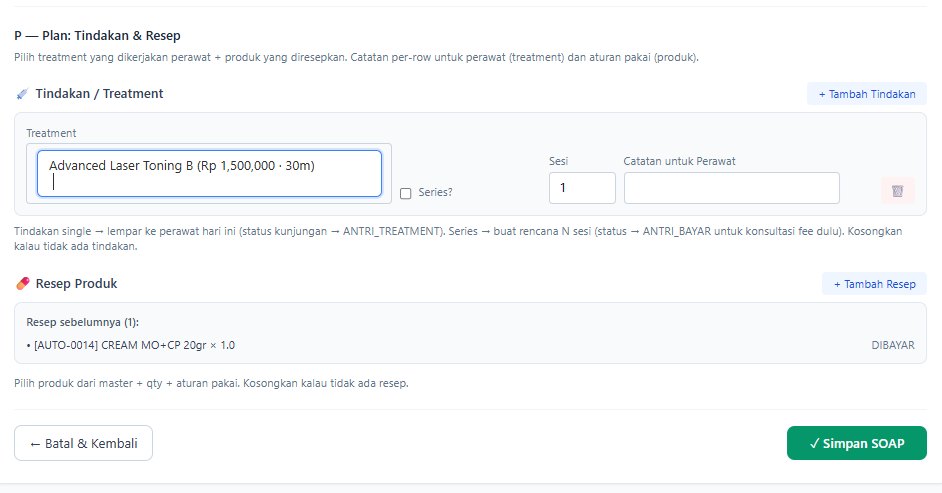 P — Plan: Tindakan & Resep
Pilih treatment yang dikerjakan perawat + produk yang diresepkan. Catatan per-row untuk perawat (treatment) dan aturan pakai (produk).
Tindakan / Treatment
+ Tambah Tindakan
Treatment
Advanced Laser Toning B (Rp 1,500,000 · 30m)
Series?
Sesi
1
Catatan untuk Perawat
Tindakan single → lempar ke perawat hari ini (status kunjungan → ANTRI_TREATMENT). Series → buat rencana N sesi (status → ANTRI_BAYAR untuk konsultasi fee dulu). Kosongkan
kalau tidak ada tindakan.
Resep Produk
+ Tambah Resep
Resep sebelumnya (1):
• [AUTO-0014] CREAM MO+CP 20gr × 1.0
DIBAYAR
Pilih produk dari master + qty + aturan pakai. Kosongkan kalau tidak ada resep.
← Batal & Kembali
✓ Simpan SOAP